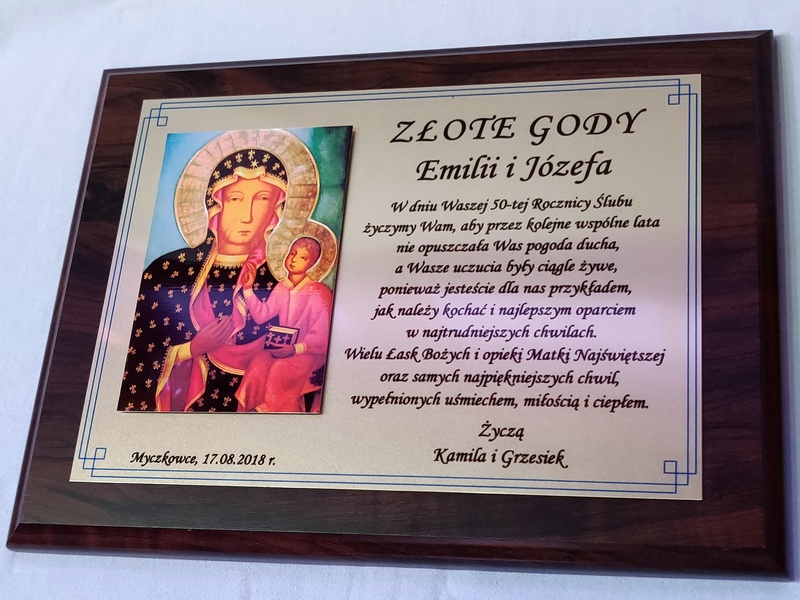 ZŁOTE GODY
Emilii i Józefa
W dniu Waszej 50-tej Rocznicy Ślubu
życzymy Wam, aby przez kolejne wspólne lata
nie opuszczała Was pogoda ducha,
a Wasze uczucia były ciągle żywe,
ponieważ jesteście dla nas przykładem,
jak należy kochać i najlepszym oparciem
w najtrudniejszych chwilach.
Wielu Łask Bożych i opieki Matki Najświętszej
oraz samych najpiękniejszych chwil,
wypełnionych uśmiechem, miłością i ciepłem.
Życzą
Kamila i Grzesiek
Myczkowce, 17.08.2018 r.